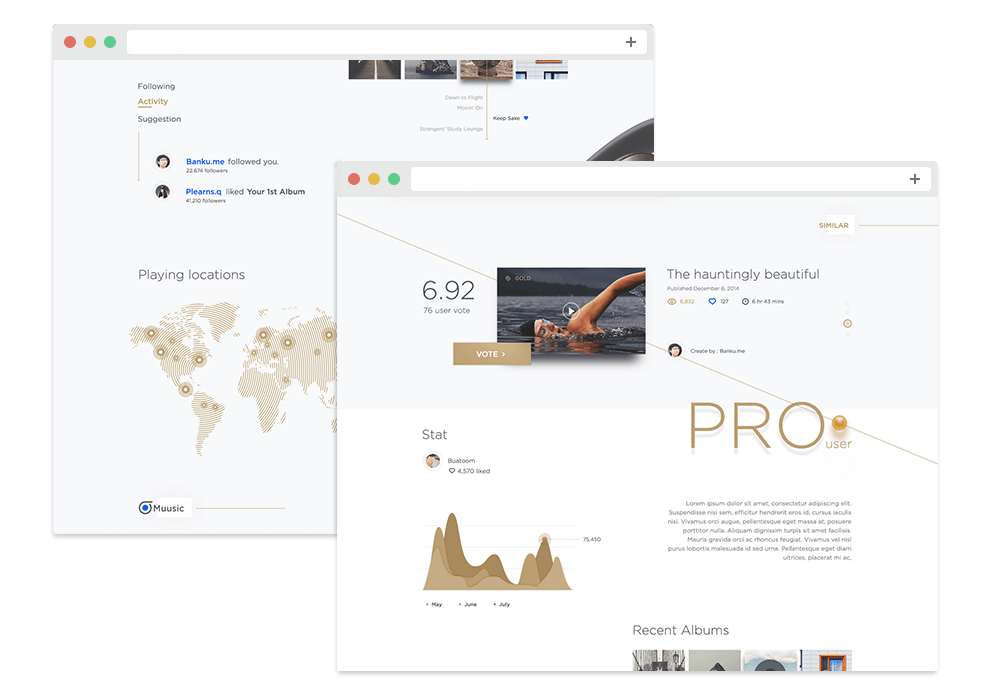 Following
Activity
Suggestion
Dawn to Flight
Movin' On
Keep Sake
Strangers' Study Lounge
Banku.me followed you.
22,674 followers
Plearns.q liked Your 1st Album
41,210 followers
Playing locations
Muusic
SIMILAR
6.92
76 user vote
VOTE ›
GOLD
The hauntingly beautiful
Published December 6, 2014
6,832 127 6 hr 43 mins
Create by : Banku.me
PRO
user
Stat
Buatoom
4,570 liked
75,450
May June July
Lorem ipsum dolor sit amet, consectetur adipiscing elit.
Suspendisse nisi sem, efficitur hendrerit eros id, cursus iaculis
nisi. Vivamus orci augue, pellentesque eget massa at, posuere
porttitor nulla. Aliquam dignissim turpis sit amet facilisis.
Mauris gravida orci ac rhoncus feugiat. Vivamus vel nisl
purus lobortis malesuada id sed urna. Pellentesque eget diam
ultrices, placerat mi ac,
Recent Albums